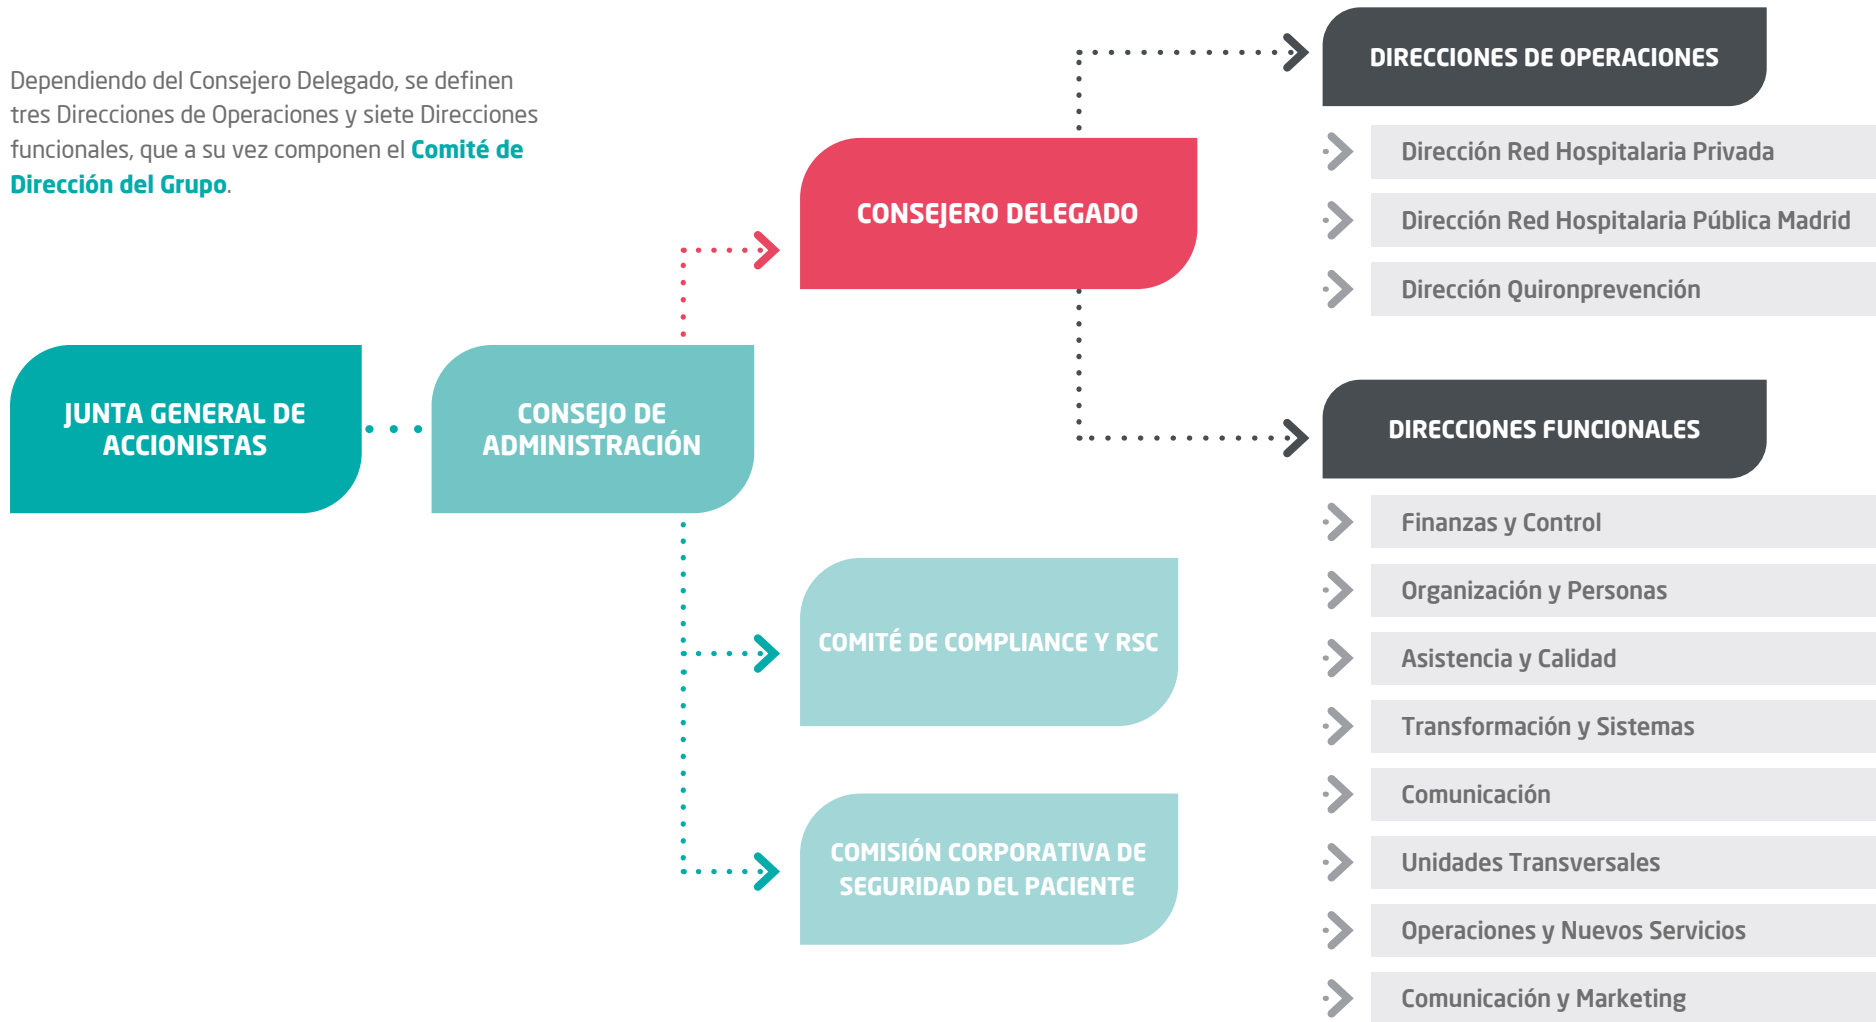 Dependiendo del Consejero Delegado, se definen
tres Direcciones de Operaciones y siete Direcciones
funcionales, que a su vez componen el Comité de
Dirección del Grupo.
JUNTA GENERAL DE
ACCIONISTAS
CONSEJO DE
ADMINISTRACIÓN
CONSEJERO DELEGADO
COMITÉ DE COMPLIANCE Y RSC
COMISIÓN CORPORATIVA DE
SEGURIDAD DEL PACIENTE
DIRECCIONES DE OPERACIONES
Dirección Red Hospitalaria Privada
Dirección Red Hospitalaria Pública Madrid
Dirección Quironprevención
DIRECCIONES FUNCIONALES
Finanzas y Control
Organización y Personas
Asistencia y Calidad
Transformación y Sistemas
Comunicación
Unidades Transversales
Operaciones y Nuevos Servicios
Comunicación y Marketing